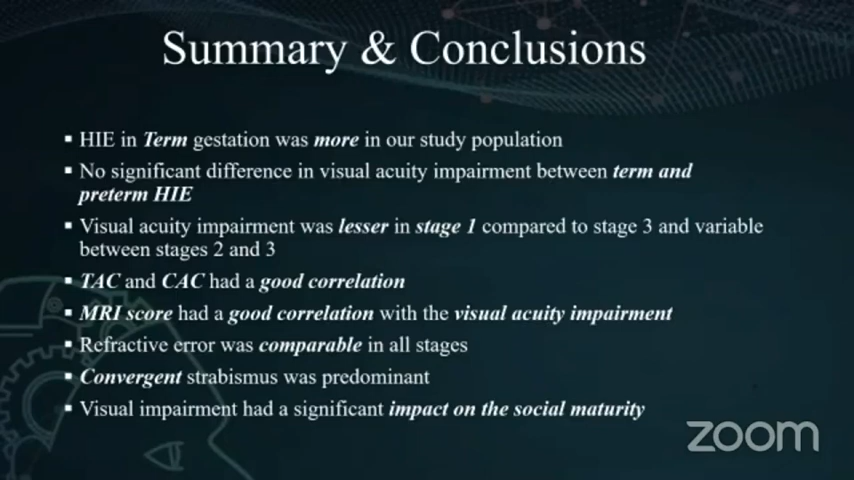 Summary & Conclusions
▪ HIE in Term gestation was more in our study population
▪ No significant difference in visual acuity impairment between term and
preterm HIE
▪ Visual acuity impairment was lesser in stage 1 compared to stage 3 and variable
between stages 2 and 3
▪ TAC and CAC had a good correlation
▪ MRI score had a good correlation with the visual acuity impairment
▪ Refractive error was comparable in all stages
▪ Convergent strabismus was predominant
▪ Visual impairment had a significant impact on the social maturity
zoom